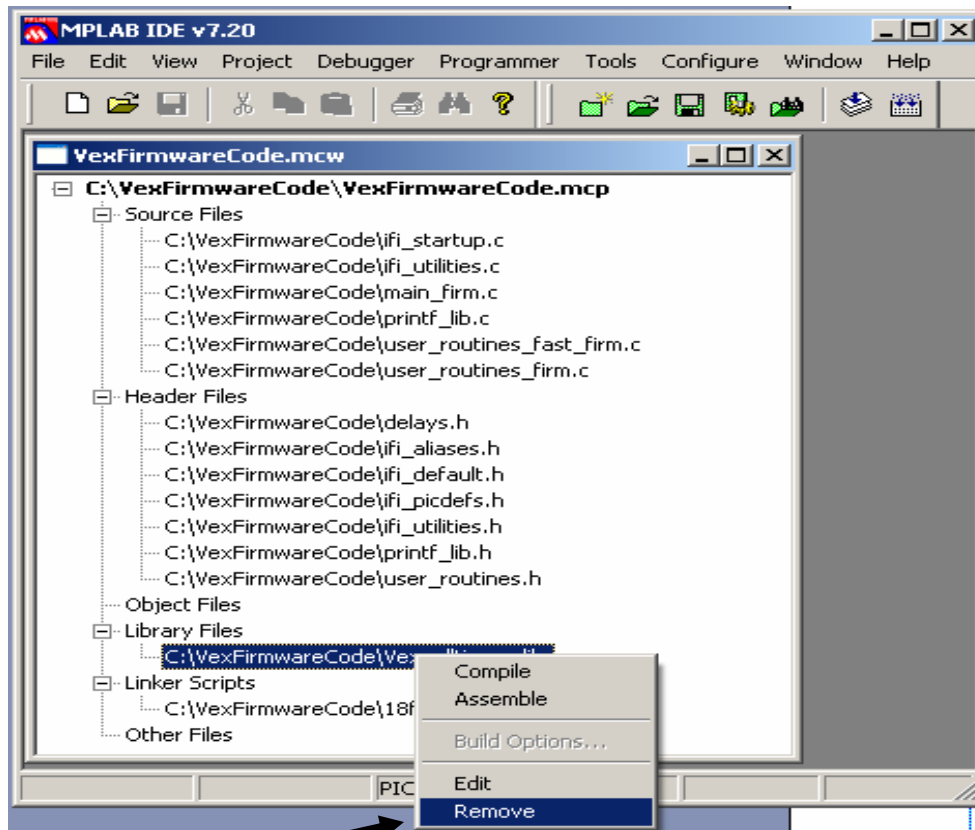 MPLAB IDE v7.20
File Edit View Project Debugger Programmer Tools Configure Window Help
VexFirmwareCode.mcw
C:\VexFirmwareCode\VexFirmwareCode.mcp
Source Files
C:\VexFirmwareCode\ifi_startup.c
C:\VexFirmwareCode\ifi_utilities.c
C:\VexFirmwareCode\main_firm.c
C:\VexFirmwareCode\printf_lib.c
C:\VexFirmwareCode\user_routines_fast_firm.c
C:\VexFirmwareCode\user_routines_firm.c
Header Files
C:\VexFirmwareCode\delays.h
C:\VexFirmwareCode\ifi_aliases.h
C:\VexFirmwareCode\ifi_default.h
C:\VexFirmwareCode\ifi_picdefs.h
C:\VexFirmwareCode\ifi_utilities.h
C:\VexFirmwareCode\printf_lib.h
C:\VexFirmwareCode\user_routines.h
Object Files
Library Files
C:\VexFirmwareCode\Vex
Linker Scripts
C:\VexFirmwareCode\18f
Other Files
Compile
Assemble
Build Options...
Edit
Remove
PIC